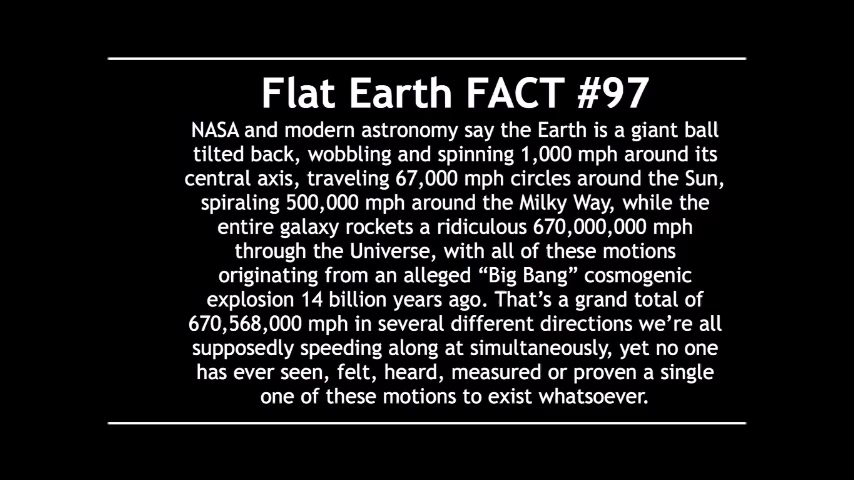 Flat Earth FACT #97
NASA and modern astronomy say the Earth is a giant ball
tilted back, wobbling and spinning 1,000 mph around its
central axis, traveling 67,000 mph circles around the Sun,
spiraling 500,000 mph around the Milky Way, while the
entire galaxy rockets a ridiculous 670,000,000 mph
through the Universe, with all of these motions
originating from an alleged “Big Bang” cosmogenic
explosion 14 billion years ago. That’s a grand total of
670,568,000 mph in several different directions we’re all
supposedly speeding along at simultaneously, yet no one
has ever seen, felt, heard, measured or proven a single
one of these motions to exist whatsoever.